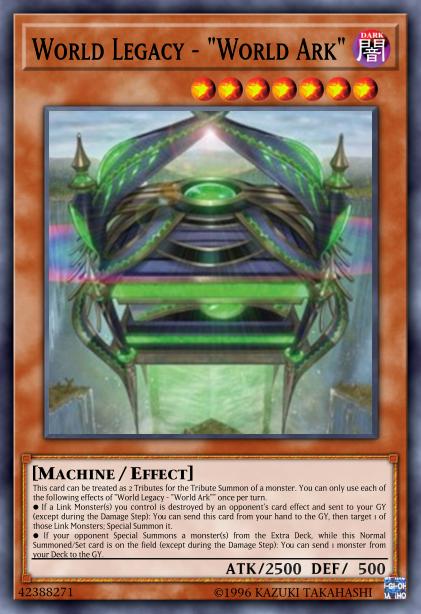 World Legacy - "World Ark"
DARK
闇
[Machine / Effect]
This card can be treated as 2 Tributes for the Tribute Summon of a monster. You can only use each of
the following effects of "World Legacy - "World Ark"" once per turn.
● If a Link Monster(s) you control is destroyed by an opponent's card effect and sent to your GY
(except during the Damage Step): You can send this card from your hand to the GY, then target 1 of
those Link Monsters; Special Summon it.
● If your opponent Special Summons a monster(s) from the Extra Deck, while this Normal
Summoned/Set card is on the field (except during the Damage Step): You can send 1 monster from
your Deck to the GY.
ATK/2500 DEF/ 500
42388271
©1996 KAZUKI TAKAHASHI